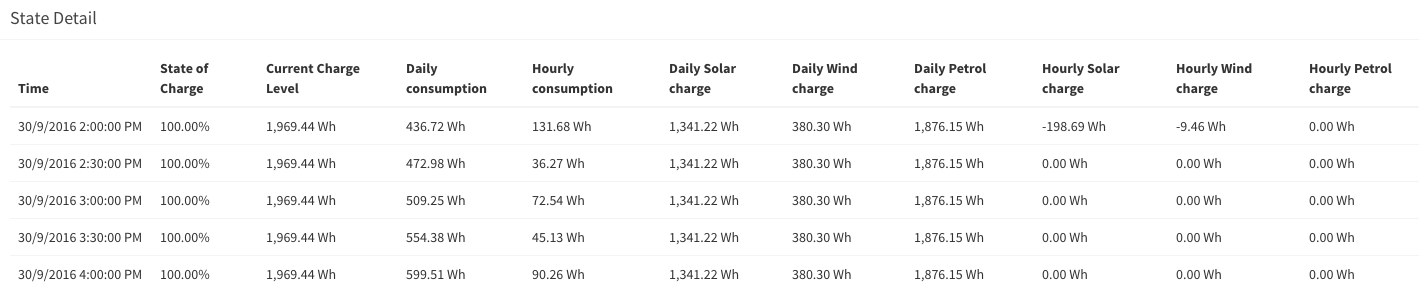 State Detail
State of Current Charge Daily Hourly Daily Solar Daily Wind Daily Petrol Hourly Solar Hourly Wind Hourly Petrol
Time Charge Level consumption consumption charge charge charge charge charge charge
30/9/2016 2:00:00 PM 100.00% 1,969.44 Wh 436.72 Wh 131.68 Wh 1,341.22 Wh 380.30 Wh 1,876.15 Wh -198.69 Wh -9.46 Wh 0.00 Wh
30/9/2016 2:30:00 PM 100.00% 1,969.44 Wh 472.98 Wh 36.27 Wh 1,341.22 Wh 380.30 Wh 1,876.15 Wh 0.00 Wh 0.00 Wh 0.00 Wh
30/9/2016 3:00:00 PM 100.00% 1,969.44 Wh 509.25 Wh 72.54 Wh 1,341.22 Wh 380.30 Wh 1,876.15 Wh 0.00 Wh 0.00 Wh 0.00 Wh
30/9/2016 3:30:00 PM 100.00% 1,969.44 Wh 554.38 Wh 45.13 Wh 1,341.22 Wh 380.30 Wh 1,876.15 Wh 0.00 Wh 0.00 Wh 0.00 Wh
30/9/2016 4:00:00 PM 100.00% 1,969.44 Wh 599.51 Wh 90.26 Wh 1,341.22 Wh 380.30 Wh 1,876.15 Wh 0.00 Wh 0.00 Wh 0.00 Wh